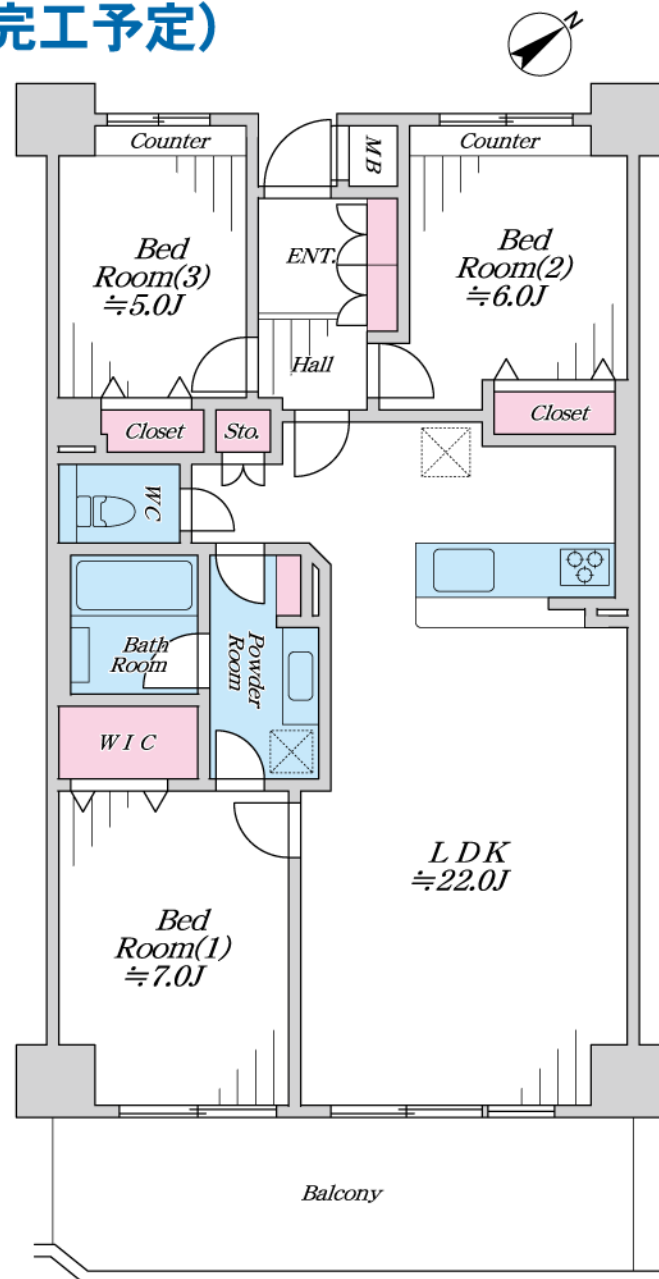 完工予定）
N
Counter
MB
Counter
Bed
Room(3)
≒5.0J
ENT.
Bed
Room(2)
≒6.0J
Hall
Closet
Sto.
Closet
WC
Bath
Room
Powder
Room
WIC
LDK
≒22.0J
Bed
Room(1)
≒7.0J
Balcony